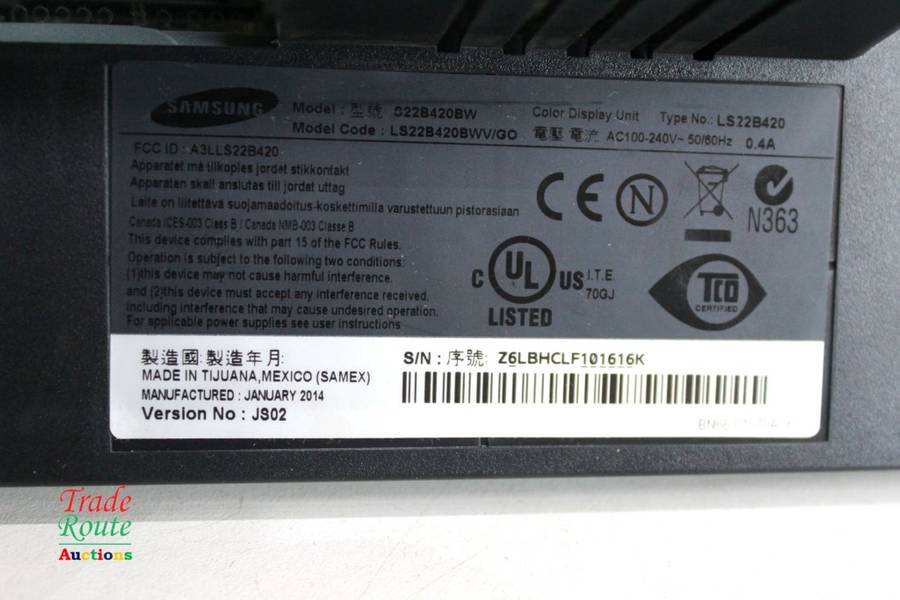 SAMSUNG
Model : 型號 S22B420BW Color Display Unit Type No.: LS22B420
Model Code : LS22B420BWV/GO 電壓 電流 AC100-240V~ 50/60Hz 0.4A
FCC ID : A3LLS22B420
Apparatet må tilkoples jordet stikkontakt
Apparaten skall anslutas till jordat uttag
Laite on liitettävä suojamaadoitus-koskettimilla varustettuun pistorasiaan
Canada ICES-003 Class B / Canada NMB-003 Classe B
This device complies with part 15 of the FCC Rules.
Operation is subject to the following two conditions:
(1)this device may not cause harmful interference.
and (2)this device must accept any interference received.
including interference that may cause undesired operation.
For applicable power supplies see user instructions
CE N
N363
C UL US I.T.E.
70GJ
LISTED
TCO
CERTIFIED
製造國: 製造年月:
MADE IN TIJUANA,MEXICO (SAMEX)
MANUFACTURED : JANUARY 2014
Version No : JS02
S/N : 序號: Z6LBHCLF101616K
Trade
Route
Auctions